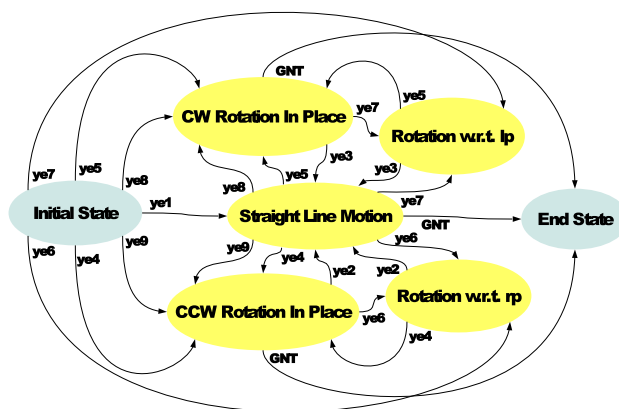 GNT
CW Rotation In Place
ye5
ye7
Rotation w.r.t. lp
ye3
ye3
ye7
ye5
ye8
ye8
ye5
ye7
Initial State
ye1
Straight Line Motion
GNT
End State
ye6
ye9
ye4
ye9
ye4
ye6
ye2
ye2
CCW Rotation In Place
ye6
Rotation w.r.t. rp
ye4
GNT